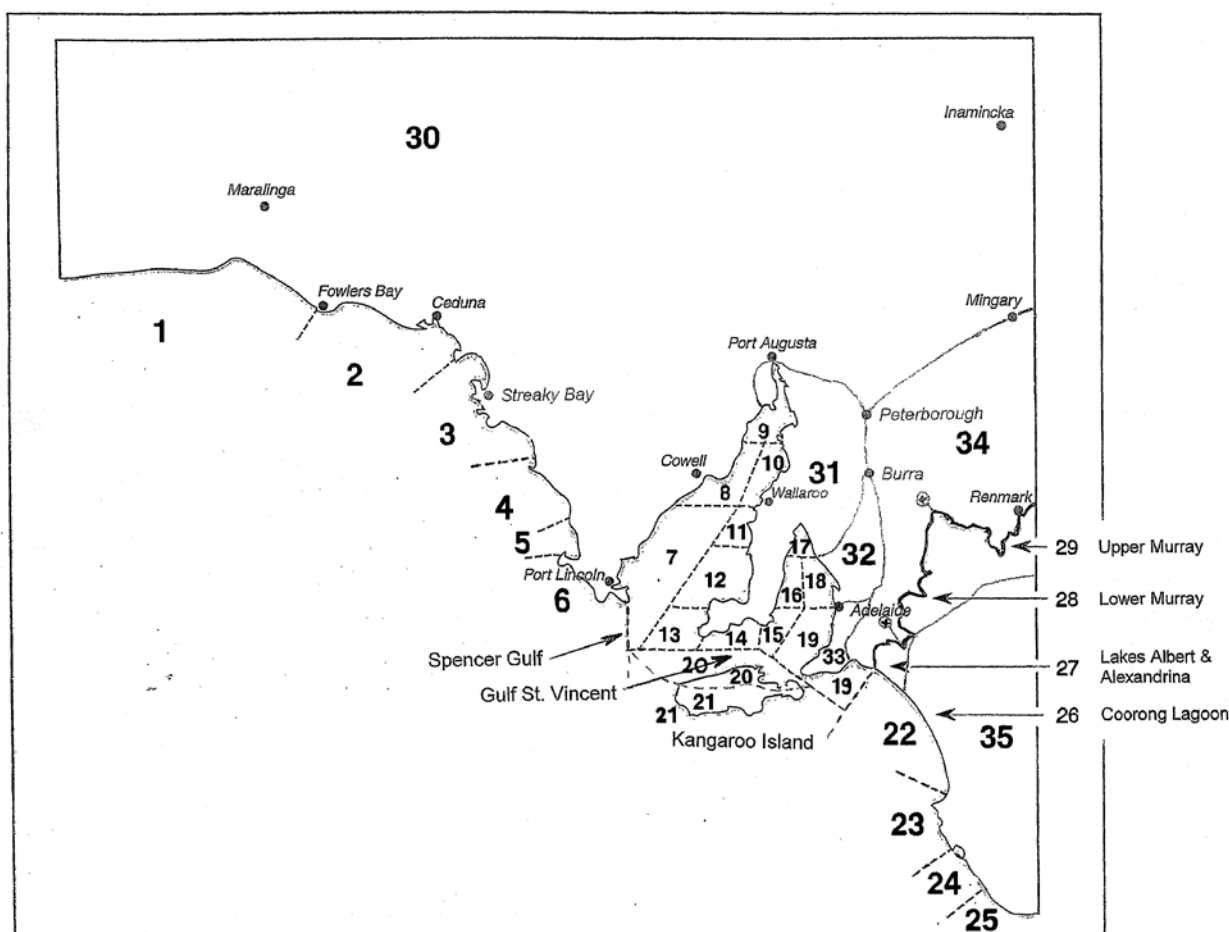 Inamincka
30
Maralinga
Fowlers Bay
Ceduna
Mingary
1
Port Augusta
2
Streaky Bay
Peterborough
3
9
34
Cowell
10
31
Burra
8
Wallaroo
Renmark
4
11
5
17
32
29 Upper Murray
7
Port Lincoln
12
18
6
16
28 Lower Murray
Adelaide
13
14
15
19
Spencer Gulf
20
33
27 Lakes Albert &
Alexandrina
Gulf St. Vincent
20
19
21
21
26 Coorong Lagoon
22
35
Kangaroo Island
23
24
25